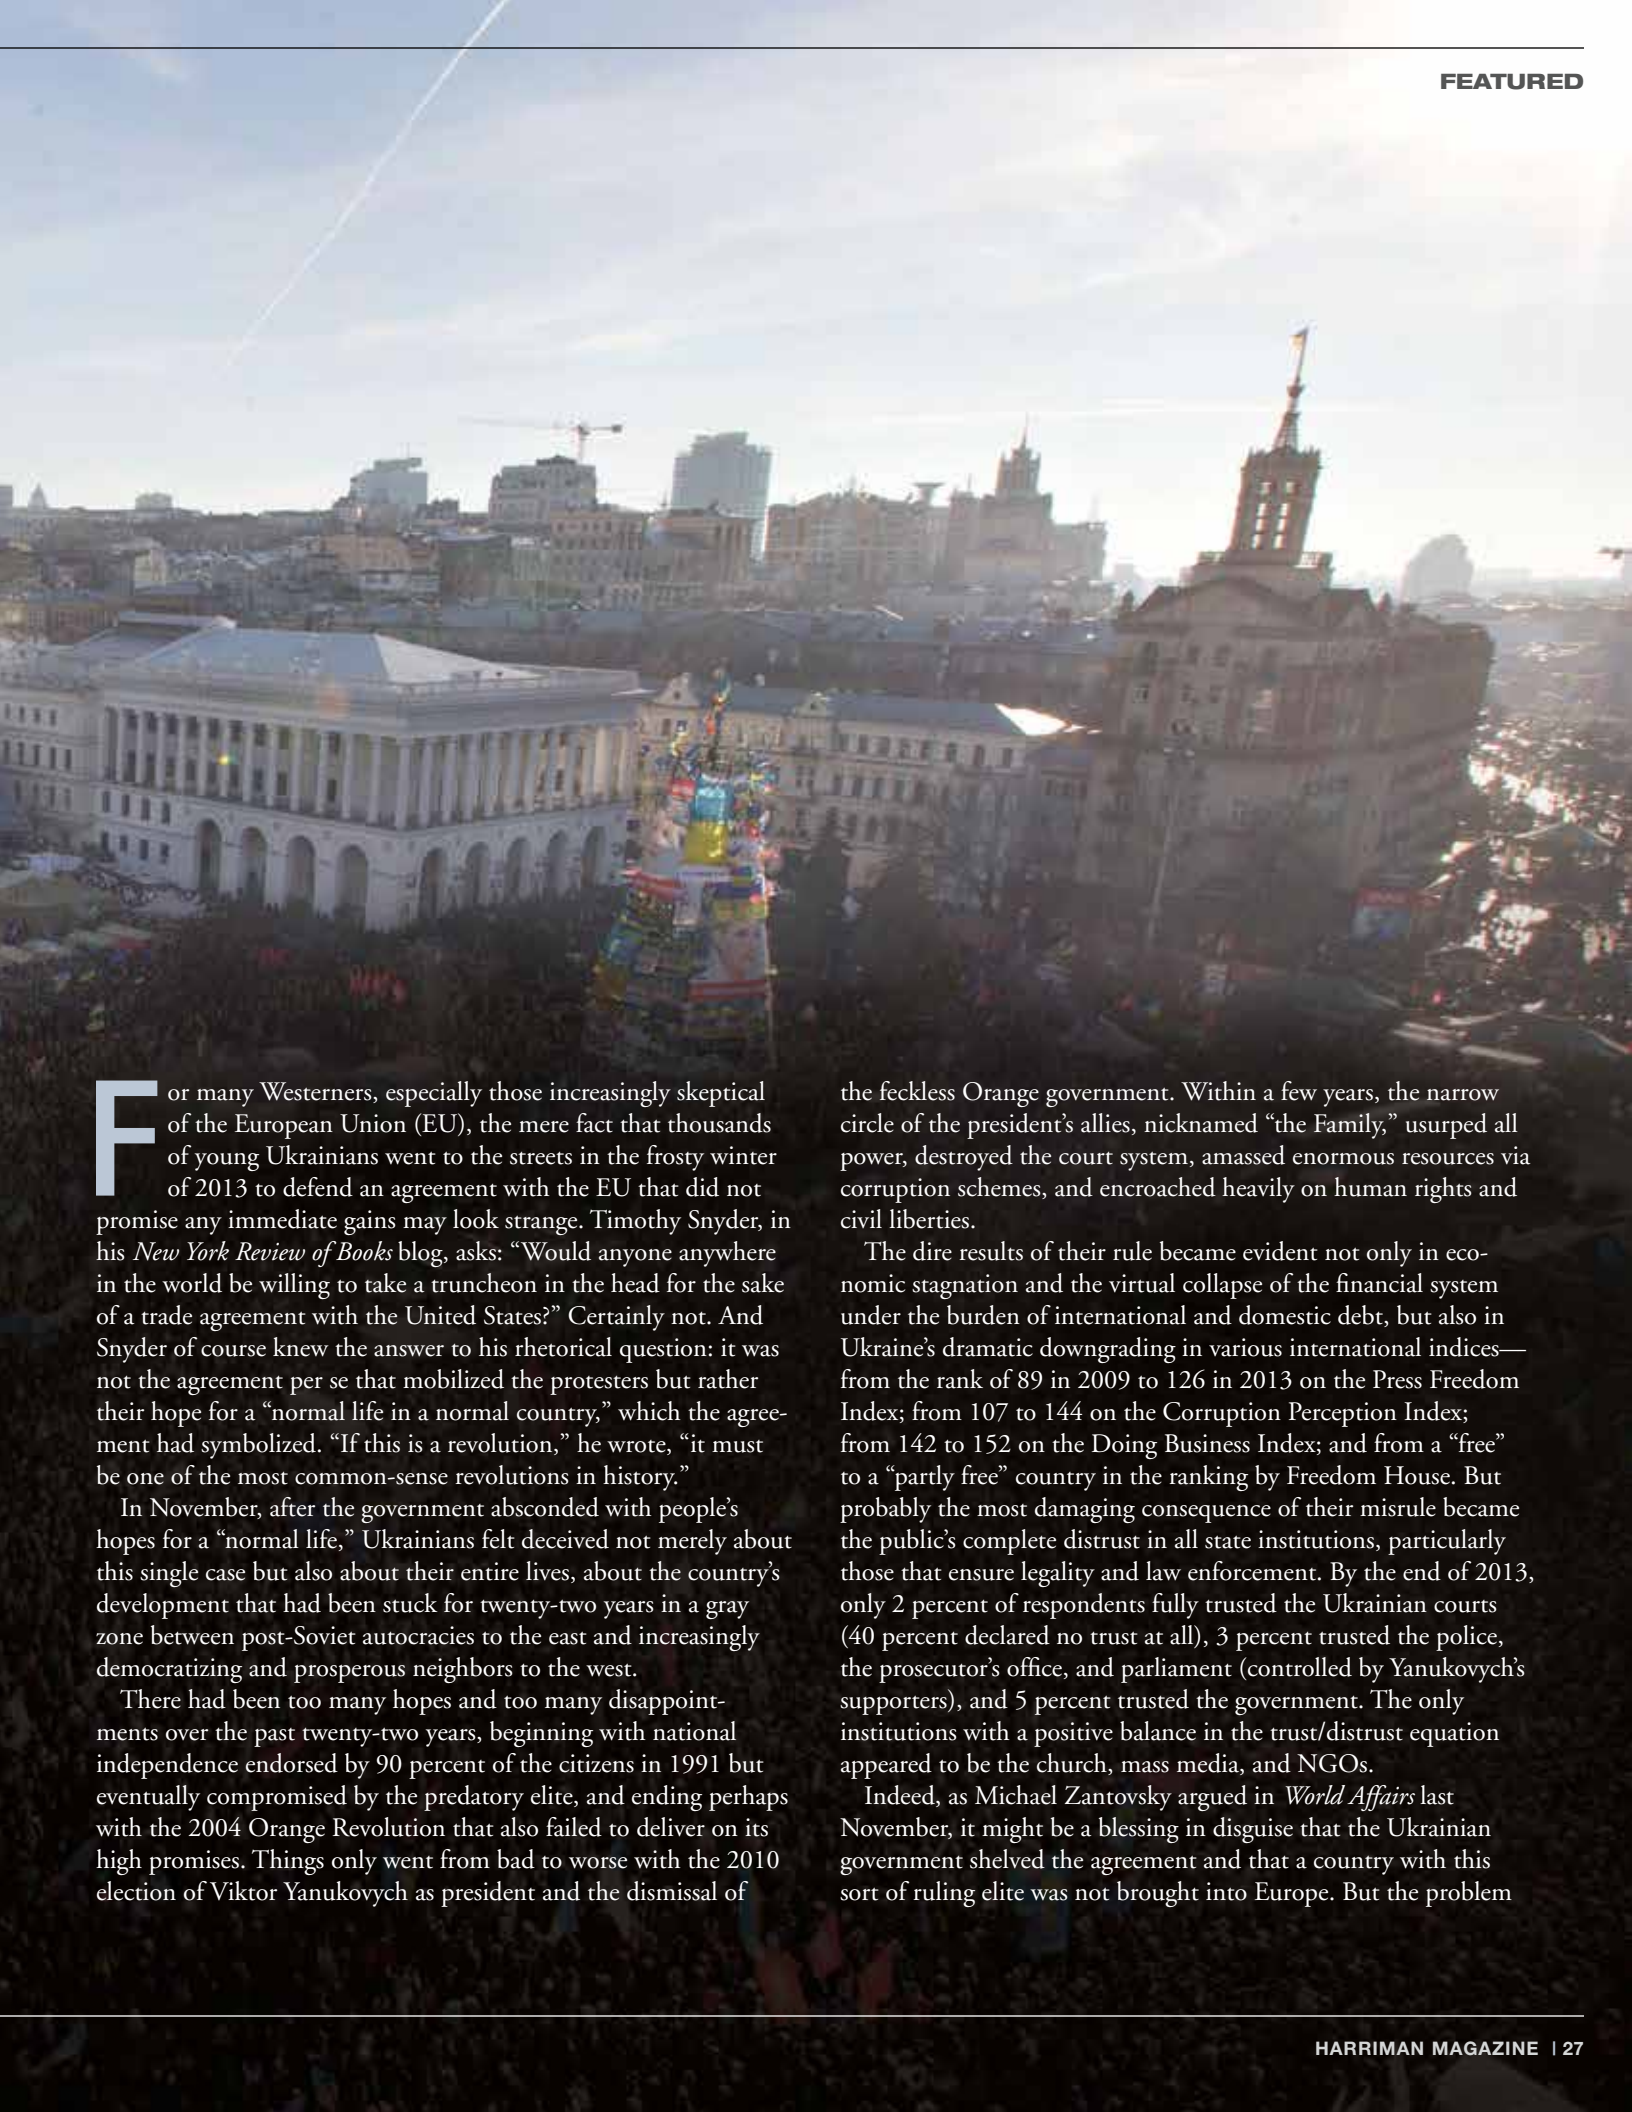 FEATURED
For many Westerners, especially those increasingly skeptical
of the European Union (EU), the mere fact that thousands
of young Ukrainians went to the streets in the frosty winter
of 2013 to defend an agreement with the EU that did not
promise any immediate gains may look strange. Timothy Snyder, in
his New York Review of Books blog, asks: “Would anyone anywhere
in the world be willing to take a truncheon in the head for the sake
of a trade agreement with the United States?” Certainly not. And
Snyder of course knew the answer to his rhetorical question: it was
not the agreement per se that mobilized the protesters but rather
their hope for a “normal life in a normal country,” which the agree-
ment had symbolized. “If this is a revolution,” he wrote, “it must
be one of the most common-sense revolutions in history.”
In November, after the government absconded with people’s
hopes for a “normal life,” Ukrainians felt deceived not merely about
this single case but also about their entire lives, about the country’s
development that had been stuck for twenty-two years in a gray
zone between post-Soviet autocracies to the east and increasingly
democratizing and prosperous neighbors to the west.
There had been too many hopes and too many disappoint-
ments over the past twenty-two years, beginning with national
independence endorsed by 90 percent of the citizens in 1991 but
eventually compromised by the predatory elite, and ending perhaps
with the 2004 Orange Revolution that also failed to deliver on its
high promises. Things only went from bad to worse with the 2010
election of Viktor Yanukovych as president and the dismissal of
the feckless Orange government. Within a few years, the narrow
circle of the president’s allies, nicknamed “the Family,” usurped all
power, destroyed the court system, amassed enormous resources via
corruption schemes, and encroached heavily on human rights and
civil liberties.
The dire results of their rule became evident not only in eco-
nomic stagnation and the virtual collapse of the financial system
under the burden of international and domestic debt, but also in
Ukraine’s dramatic downgrading in various international indices—
from the rank of 89 in 2009 to 126 in 2013 on the Press Freedom
Index; from 107 to 144 on the Corruption Perception Index;
from 142 to 152 on the Doing Business Index; and from a “free”
to a “partly free” country in the ranking by Freedom House. But
probably the most damaging consequence of their misrule became
the public’s complete distrust in all state institutions, particularly
those that ensure legality and law enforcement. By the end of 2013,
only 2 percent of respondents fully trusted the Ukrainian courts
(40 percent declared no trust at all), 3 percent trusted the police,
the prosecutor’s office, and parliament (controlled by Yanukovych’s
supporters), and 5 percent trusted the government. The only
institutions with a positive balance in the trust/distrust equation
appeared to be the church, mass media, and NGOs.
Indeed, as Michael Zantovsky argued in World Affairs last
November, it might be a blessing in disguise that the Ukrainian
government shelved the agreement and that a country with this
sort of ruling elite was not brought into Europe. But the problem
HARRIMAN MAGAZINE | 27